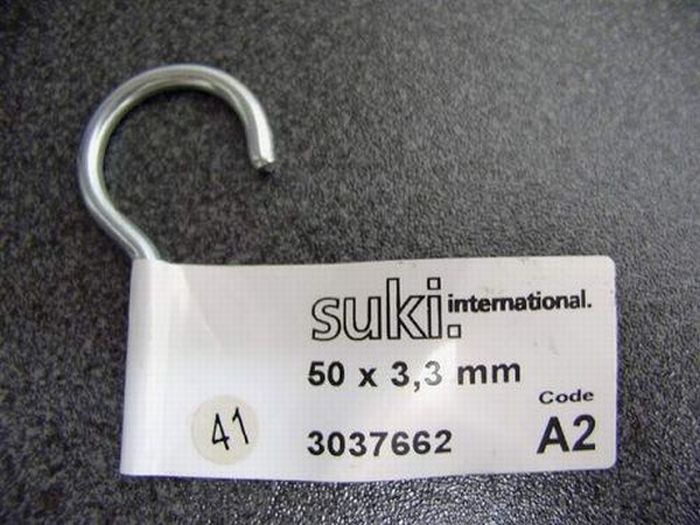 suki. international.
50 x 3,3 mm
Code
41 3037662 A2